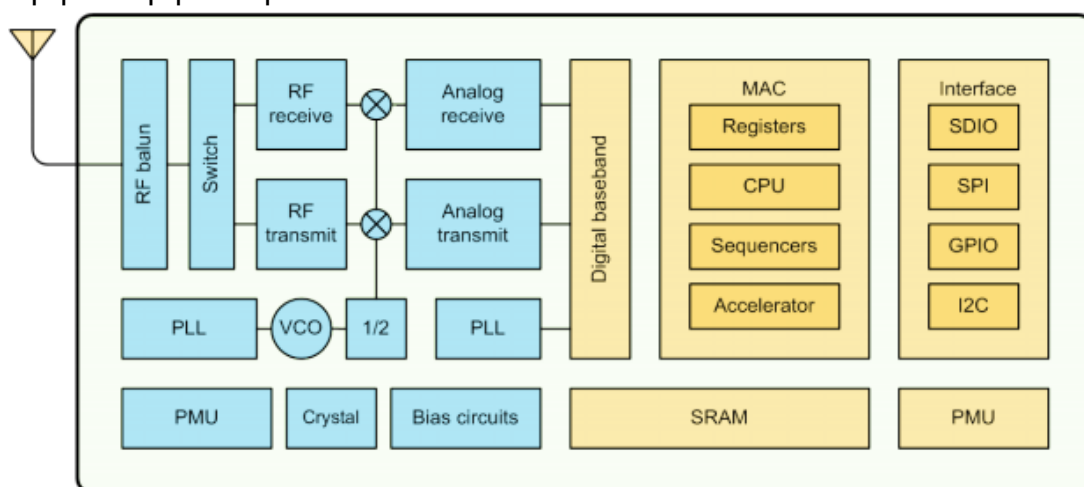 RF balun
Switch
RF
receive
Analog
receive
RF
transmit
Analog
transmit
Digital baseband
MAC
Registers
CPU
Sequencers
Accelerator
Interface
SDIO
SPI
GPIO
I2C
PLL
VCO
1/2
PLL
PMU
Crystal
Bias circuits
SRAM
PMU